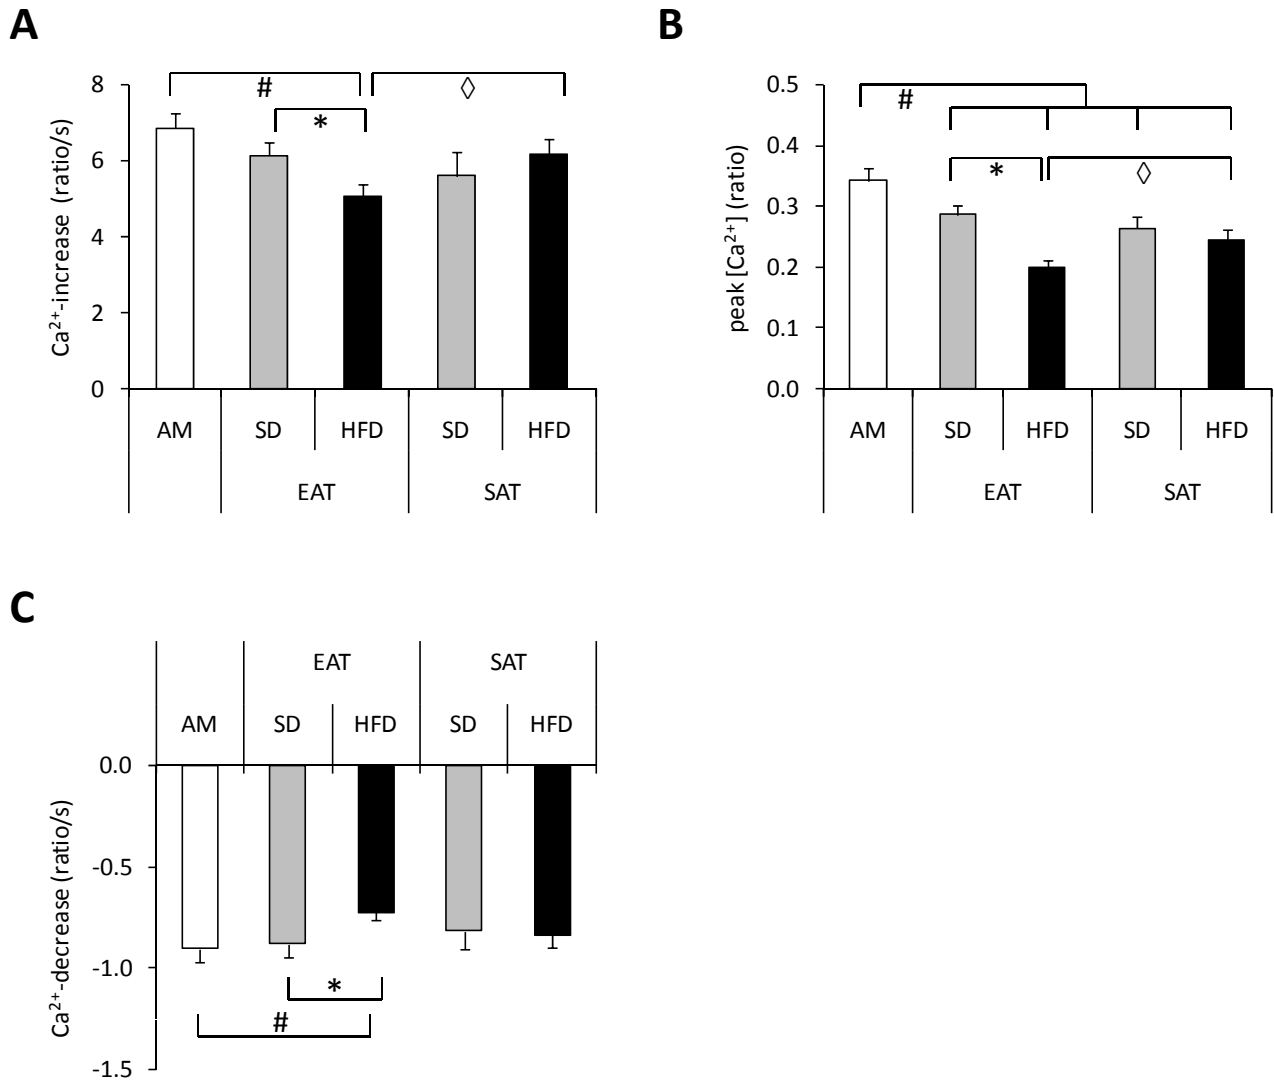 A
Ca²⁺-increase (ratio/s)
8
6
4
2
0
#
*
◊
AM SD HFD SD HFD
EAT SAT
B
peak [Ca²⁺] (ratio)
0.5
0.4
0.3
0.2
0.1
0.0
#
*
◊
AM SD HFD SD HFD
EAT SAT
C
EAT SAT
AM SD HFD SD HFD
Ca²⁺-decrease (ratio/s)
0.0
-0.5
-1.0
-1.5
*
#